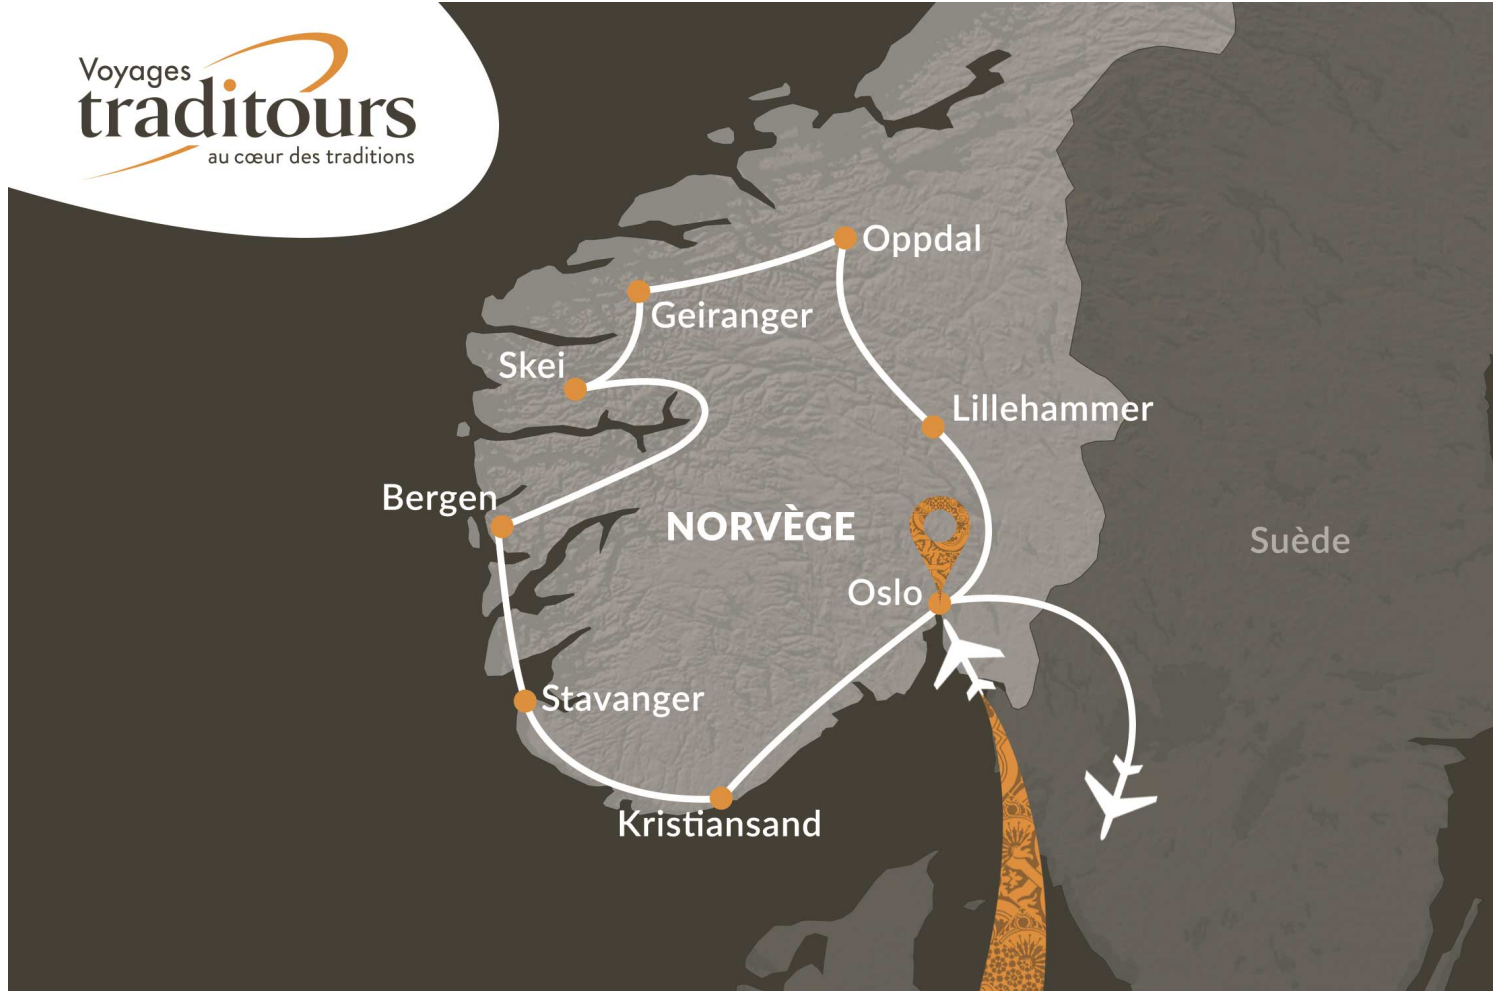 Voyages
traditours
au cœur des traditions
Oppdal
Geiranger
Skei
Lillehammer
Bergen
NORVÈGE
Suède
Oslo
Stavanger
Kristiansand